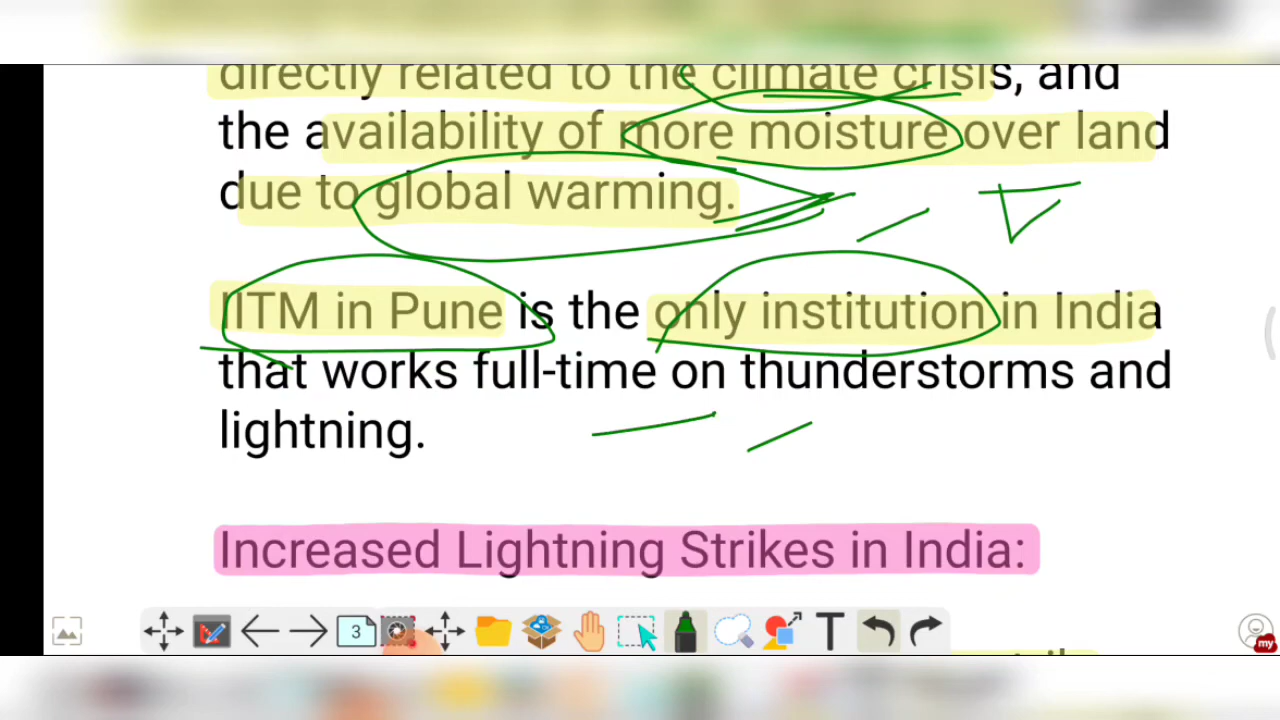 directly related to the climate crisis, and
the availability of more moisture over land
due to global warming.
IITM in Pune is the only institution in India
that works full-time on thunderstorms and
lightning.
Increased Lightning Strikes in India:
3
T
my